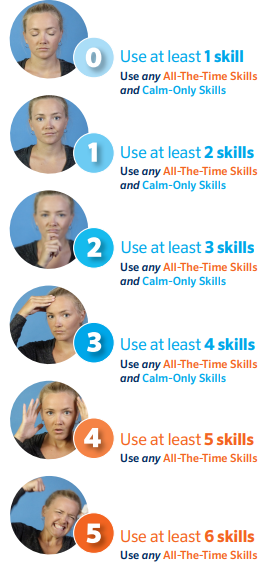 0
Use at least 1 skill
Use any All-The-Time Skills
and Calm-Only Skills
1
Use at least 2 skills
Use any All-The-Time Skills
and Calm-Only Skills
2
Use at least 3 skills
Use any All-The-Time Skills
and Calm-Only Skills
3
Use at least 4 skills
Use any All-The-Time Skills
and Calm-Only Skills
4
Use at least 5 skills
Use any All-The-Time Skills
5
Use at least 6 skills
Use any All-The-Time Skills